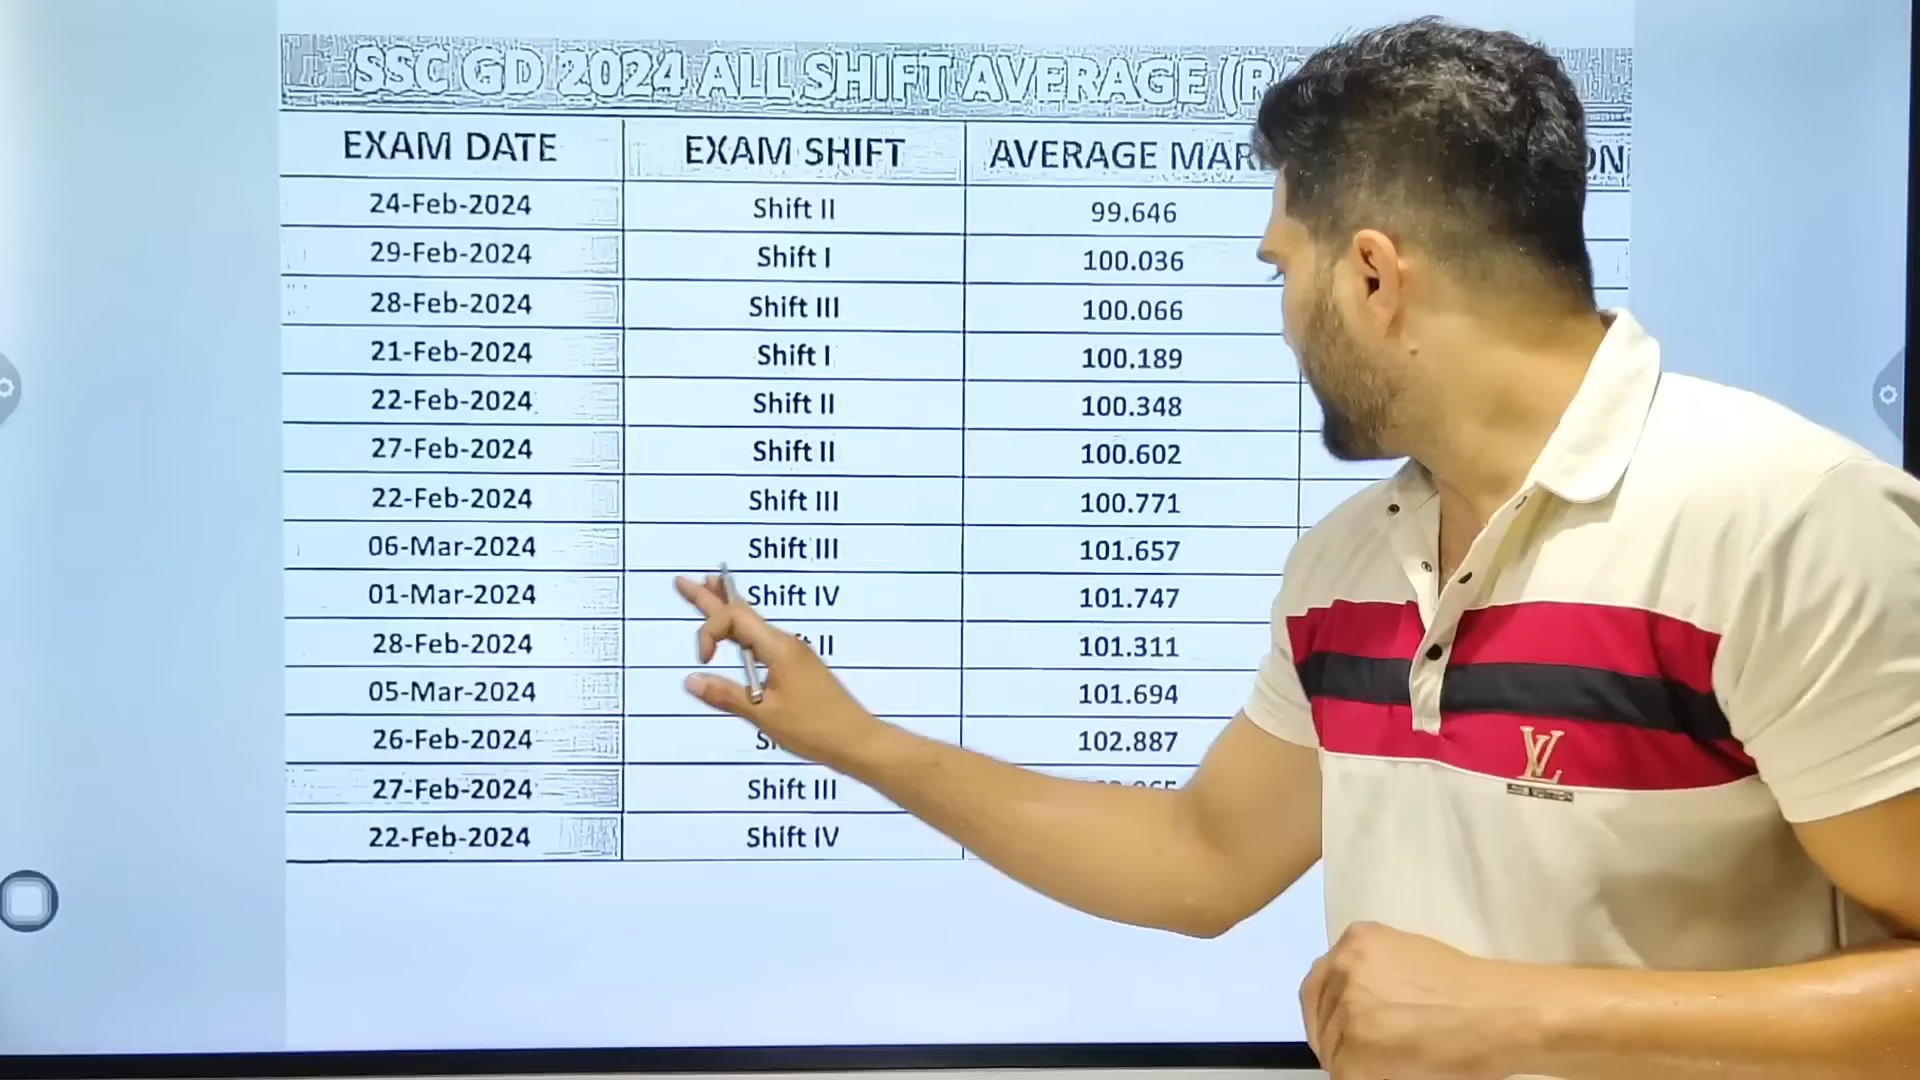 SSC GD 2024 ALL SHIFT AVERAGE
EXAM DATE EXAM SHIFT AVERAGE
24-Feb-2024 Shift II 99.646
29-Feb-2024 Shift I 100.036
28-Feb-2024 Shift III 100.066
21-Feb-2024 Shift I 100.189
22-Feb-2024 Shift II 100.348
27-Feb-2024 Shift II 100.602
22-Feb-2024 Shift III 100.771
06-Mar-2024 Shift III 101.657
01-Mar-2024 Shift IV 101.747
28-Feb-2024 II 101.311
05-Mar-2024 101.694
26-Feb-2024 102.887
27-Feb-2024 Shift III
22-Feb-2024 Shift IV
LV